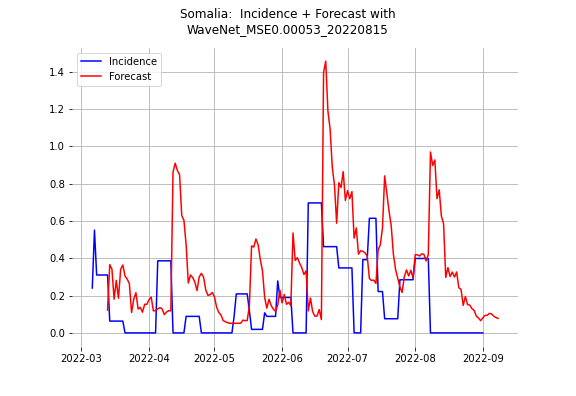 Somalia:  Incidence + Forecast with
WaveNet_MSE0.00053_20220815
Incidence
Forecast
1.4
1.2
1.0
0.8
0.6
0.4
0.2
0.0
2022-03 2022-04 2022-05 2022-06 2022-07 2022-08 2022-09